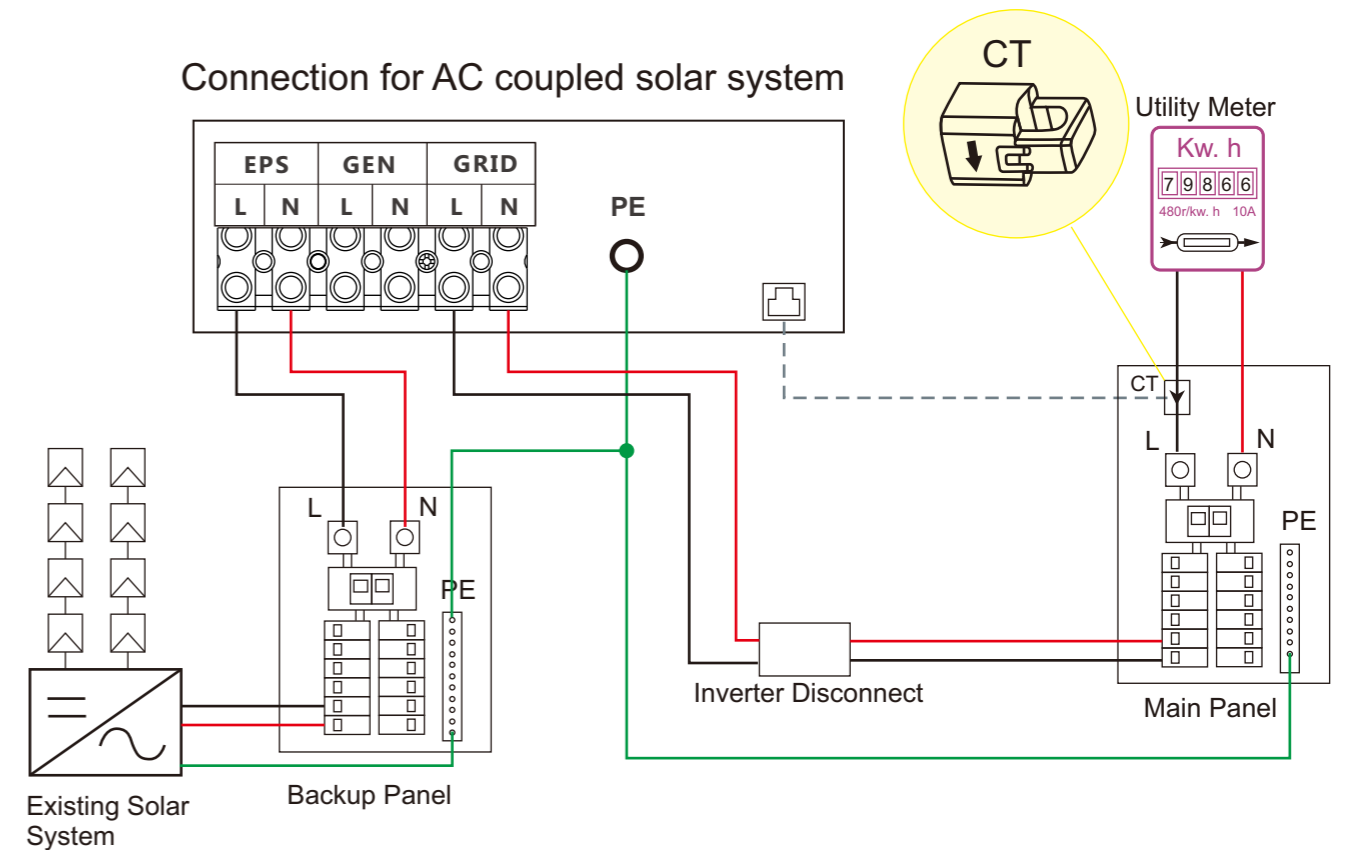 Connection for AC coupled solar system
CT
Utility Meter
Kw. h
79866
480r/kw. h 10A
EPS GEN GRID
L N L N L N
PE
CT
L N
PE
L N
PE
Inverter Disconnect
Main Panel
Backup Panel
Existing Solar
System